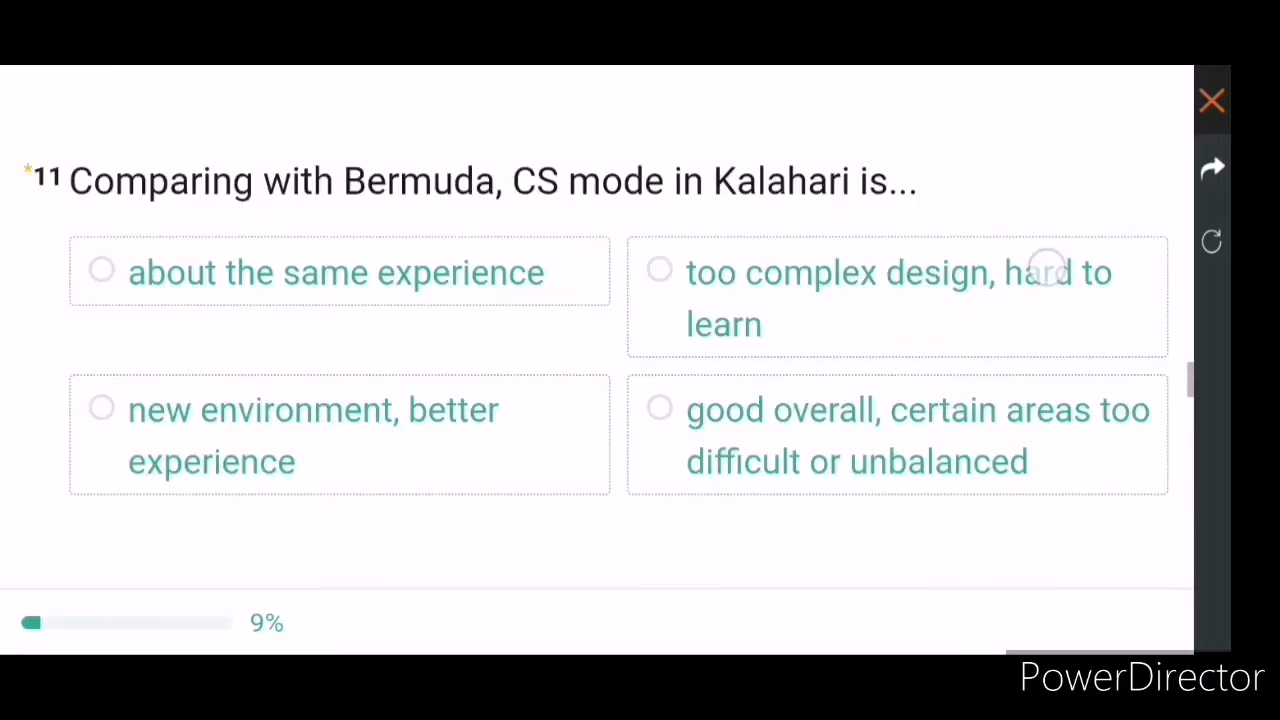 *11 Comparing with Bermuda, CS mode in Kalahari is...
about the same experience
too complex design, hard to
learn
new environment, better
experience
good overall, certain areas too
difficult or unbalanced
9%
PowerDirector